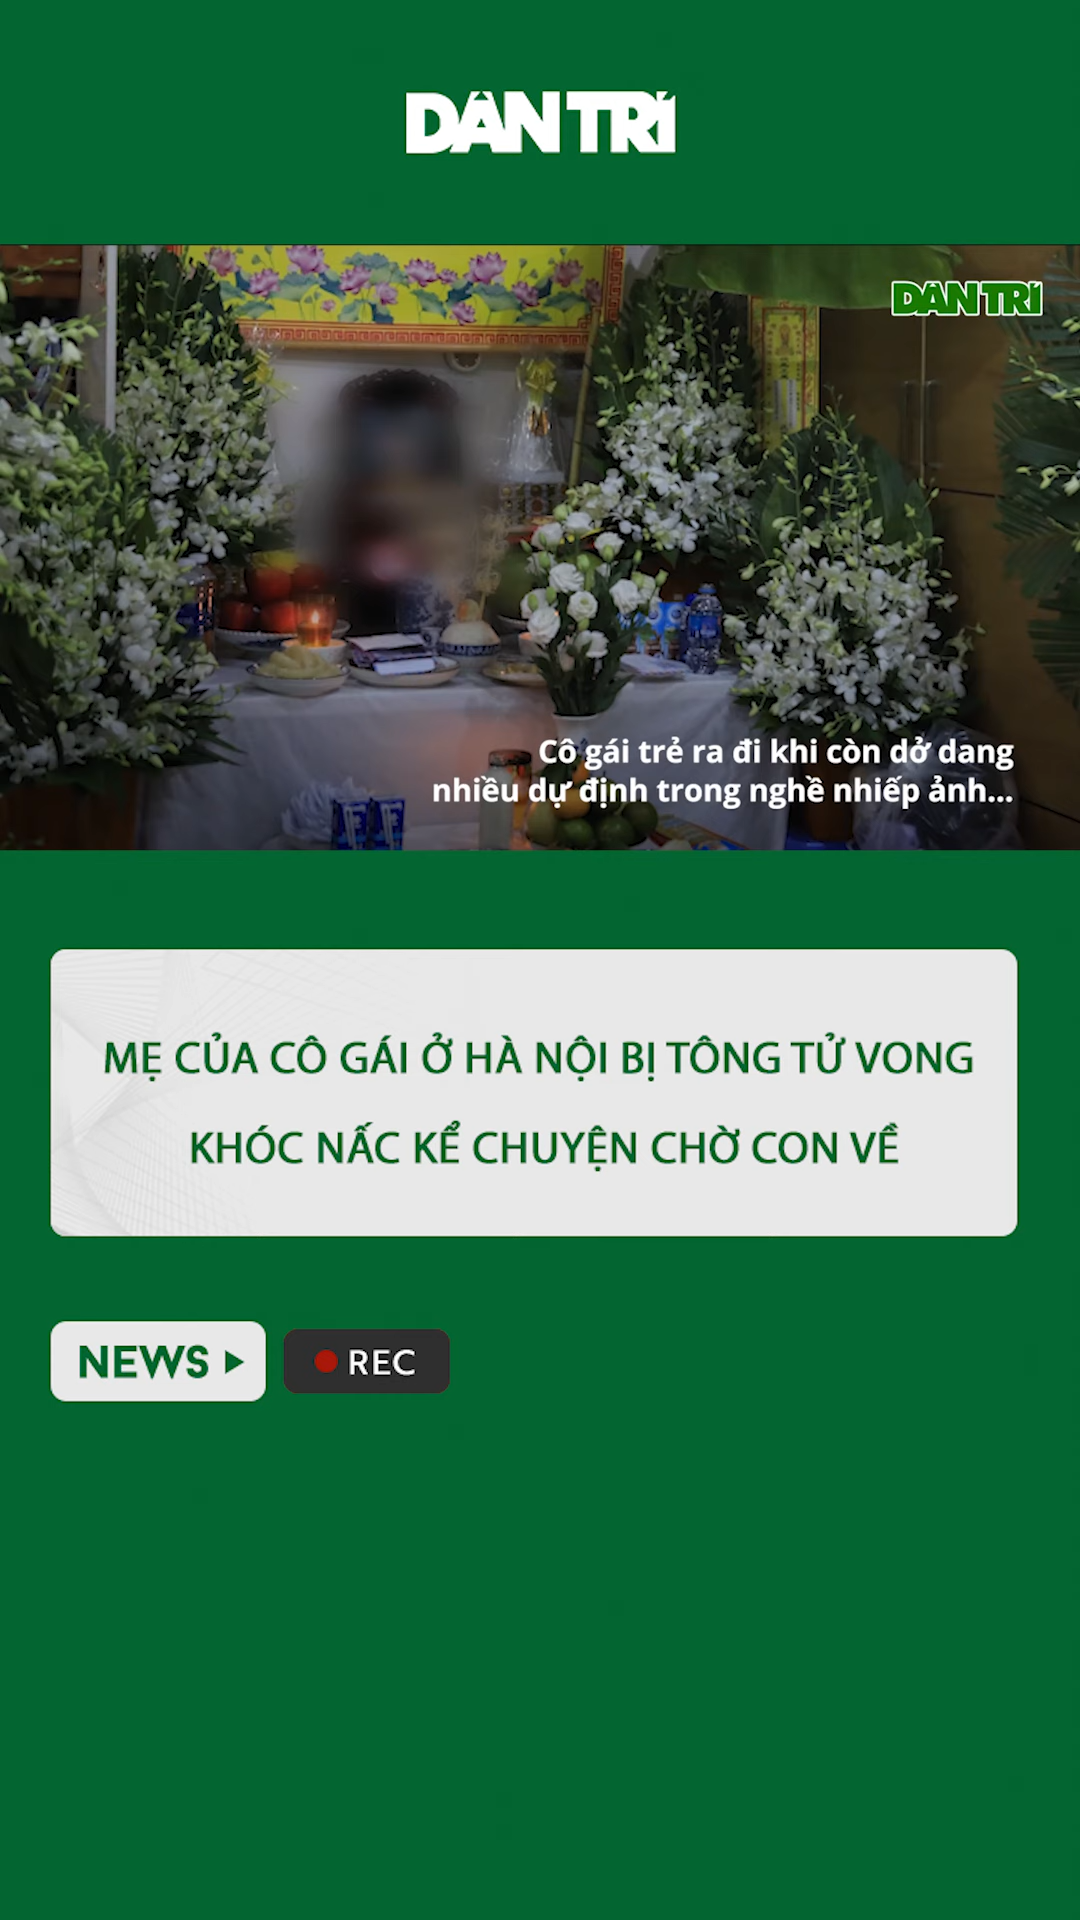 DÂN TRÍ
DÂN TRÍ
Cô gái trẻ ra đi khi còn dở dang
nhiều dự định trong nghề nhiếp ảnh...
MẸ CỦA CÔ GÁI Ở HÀ NỘI BỊ TÔNG TỬ VONG
KHÓC NẤC KỂ CHUYỆN CHỜ CON VỀ
NEWS
REC